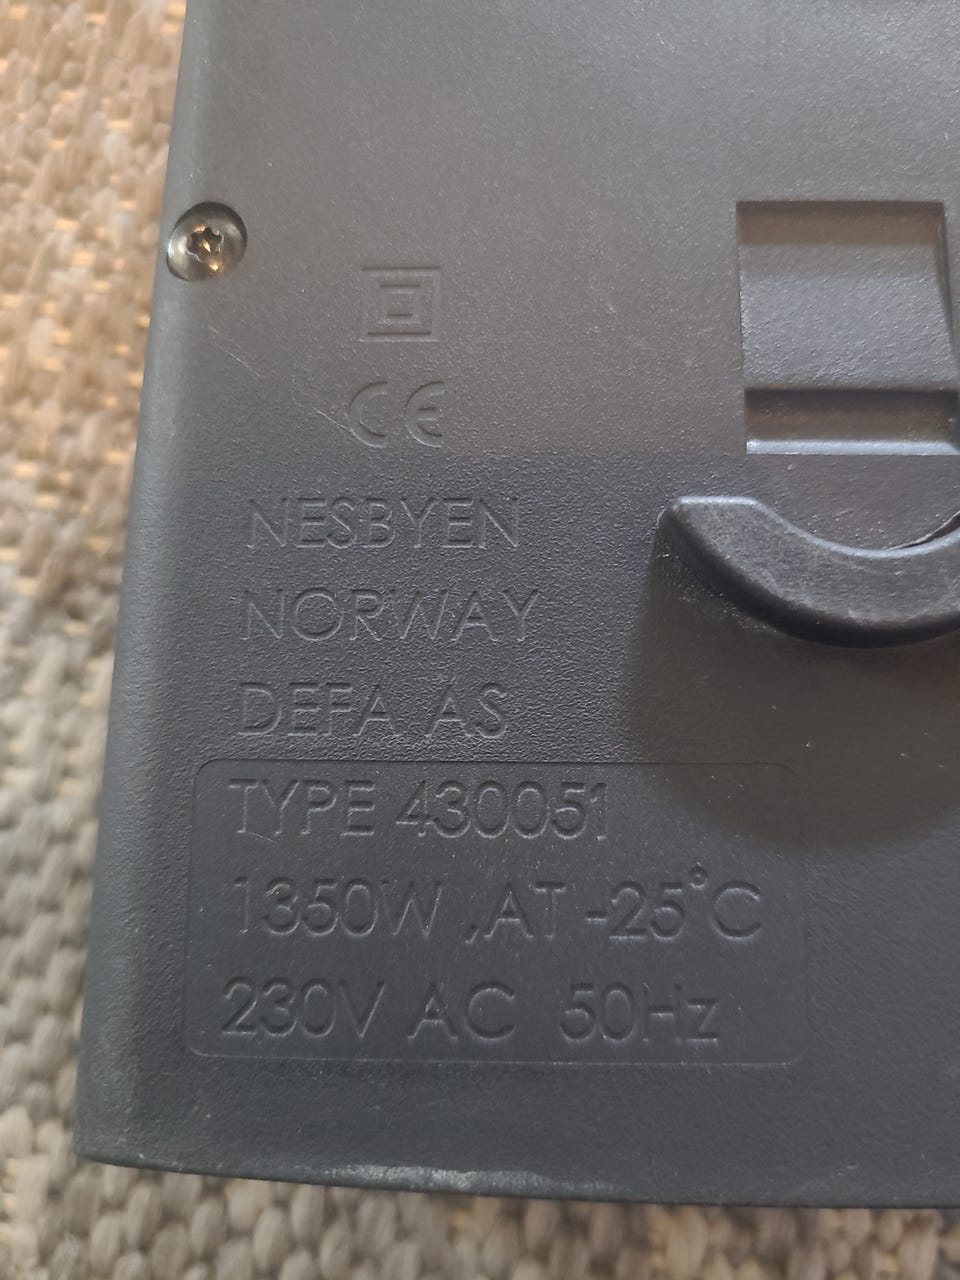 CE
NESBYEN
NORWAY
DEFA AS
TYPE 430051
1350W ,AT -25°C
230V AC 50Hz